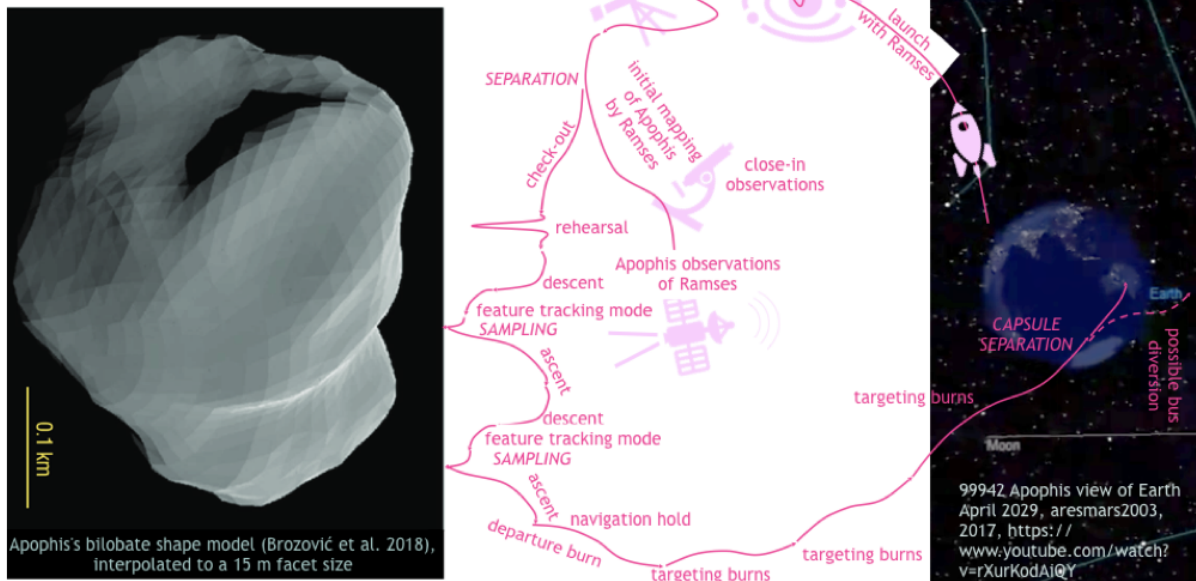 launch
with Ramses
SEPARATION
initial mapping
of Apophis
by Ramses
check-out
close-in
observations
rehearsal
Apophis observations
of Ramses
descent
feature tracking mode
SAMPLING
ascent
descent
feature tracking mode
SAMPLING
ascent
navigation hold
departure burn
targeting burns
targeting burns
targeting burns
CAPSULE
SEPARATION
Earth
possible bus
diversion
Moon
0.1 km
Apophis's bilobate shape model (Brozović et al. 2018),
interpolated to a 15 m facet size
99942 Apophis view of Earth
April 2029, aresmars2003,
2017, https://
www.youtube.com/watch?
v=rXurKodAiQY